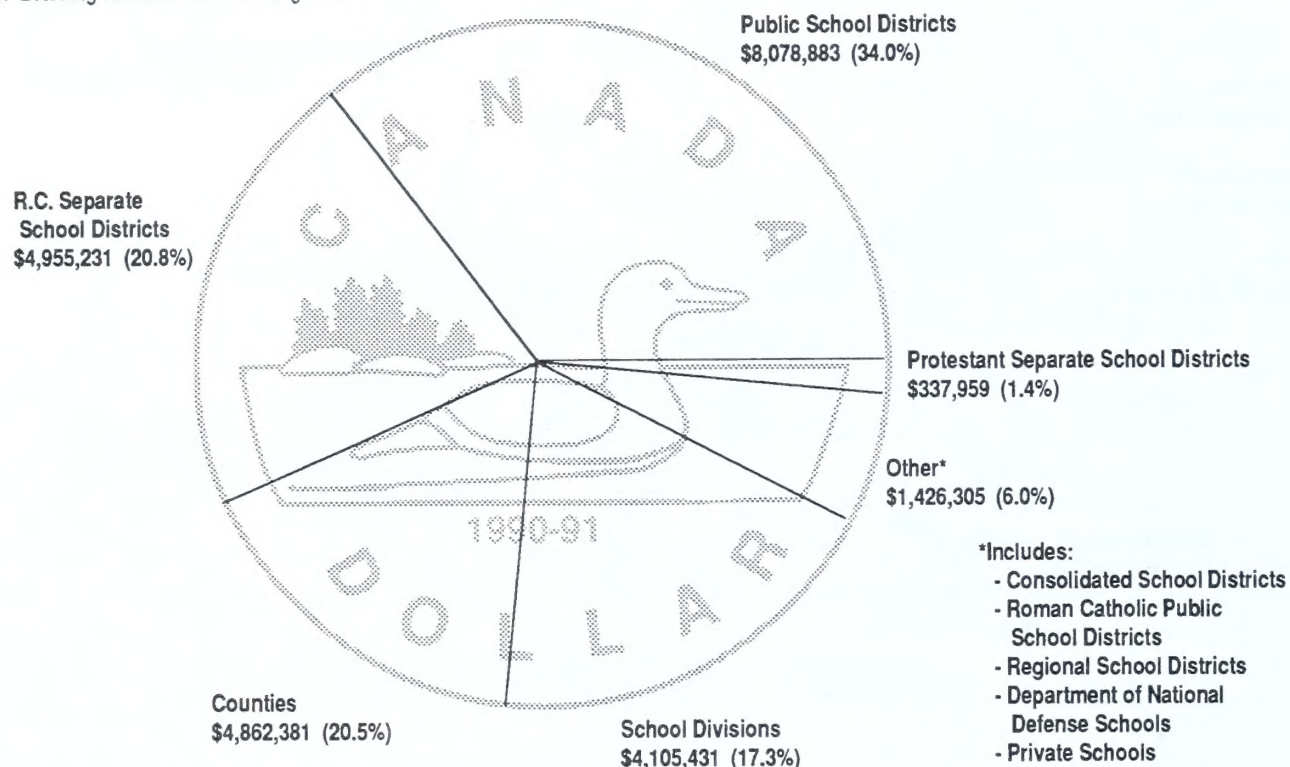 Public School Districts
$8,078,883 (34.0%)
R.C. Separate
School Districts
$4,955,231 (20.8%)
CANADA
Protestant Separate School Districts
$337,959 (1.4%)
Other*
$1,426,305 (6.0%)
1990-91
DOLLAR
*Includes:
- Consolidated School Districts
- Roman Catholic Public
School Districts
- Regional School Districts
- Department of National
Defense Schools
- Private Schools
Counties
$4,862,381 (20.5%)
School Divisions
$4,105,431 (17.3%)